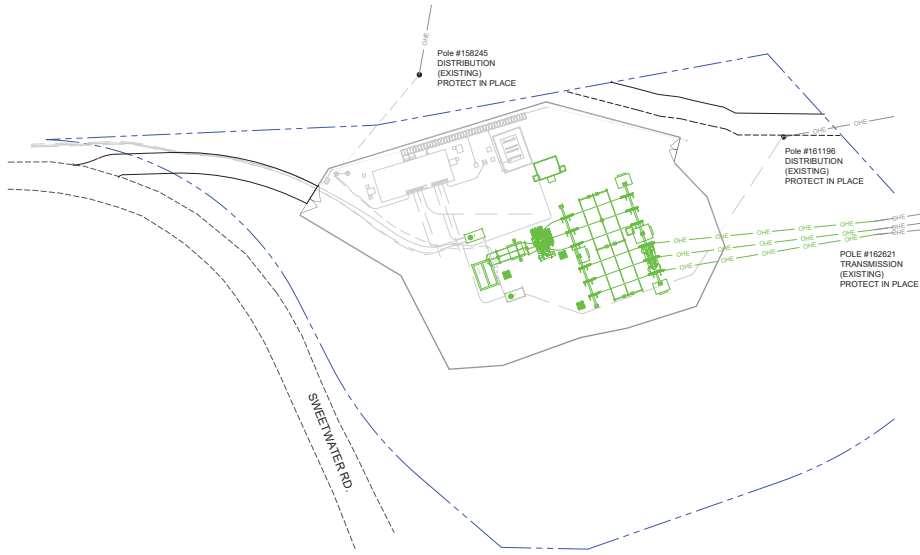 OHE
Pole #158245
DISTRIBUTION
(EXISTING)
PROTECT IN PLACE
OHE OHE
Pole #161196
DISTRIBUTION
(EXISTING)
PROTECT IN PLACE
OHE OHE OHE OHE
OHE OHE OHE OHE
OHE OHE OHE OHE
POLE #162621
TRANSMISSION
(EXISTING)
PROTECT IN PLACE
SWEETWATER RD.